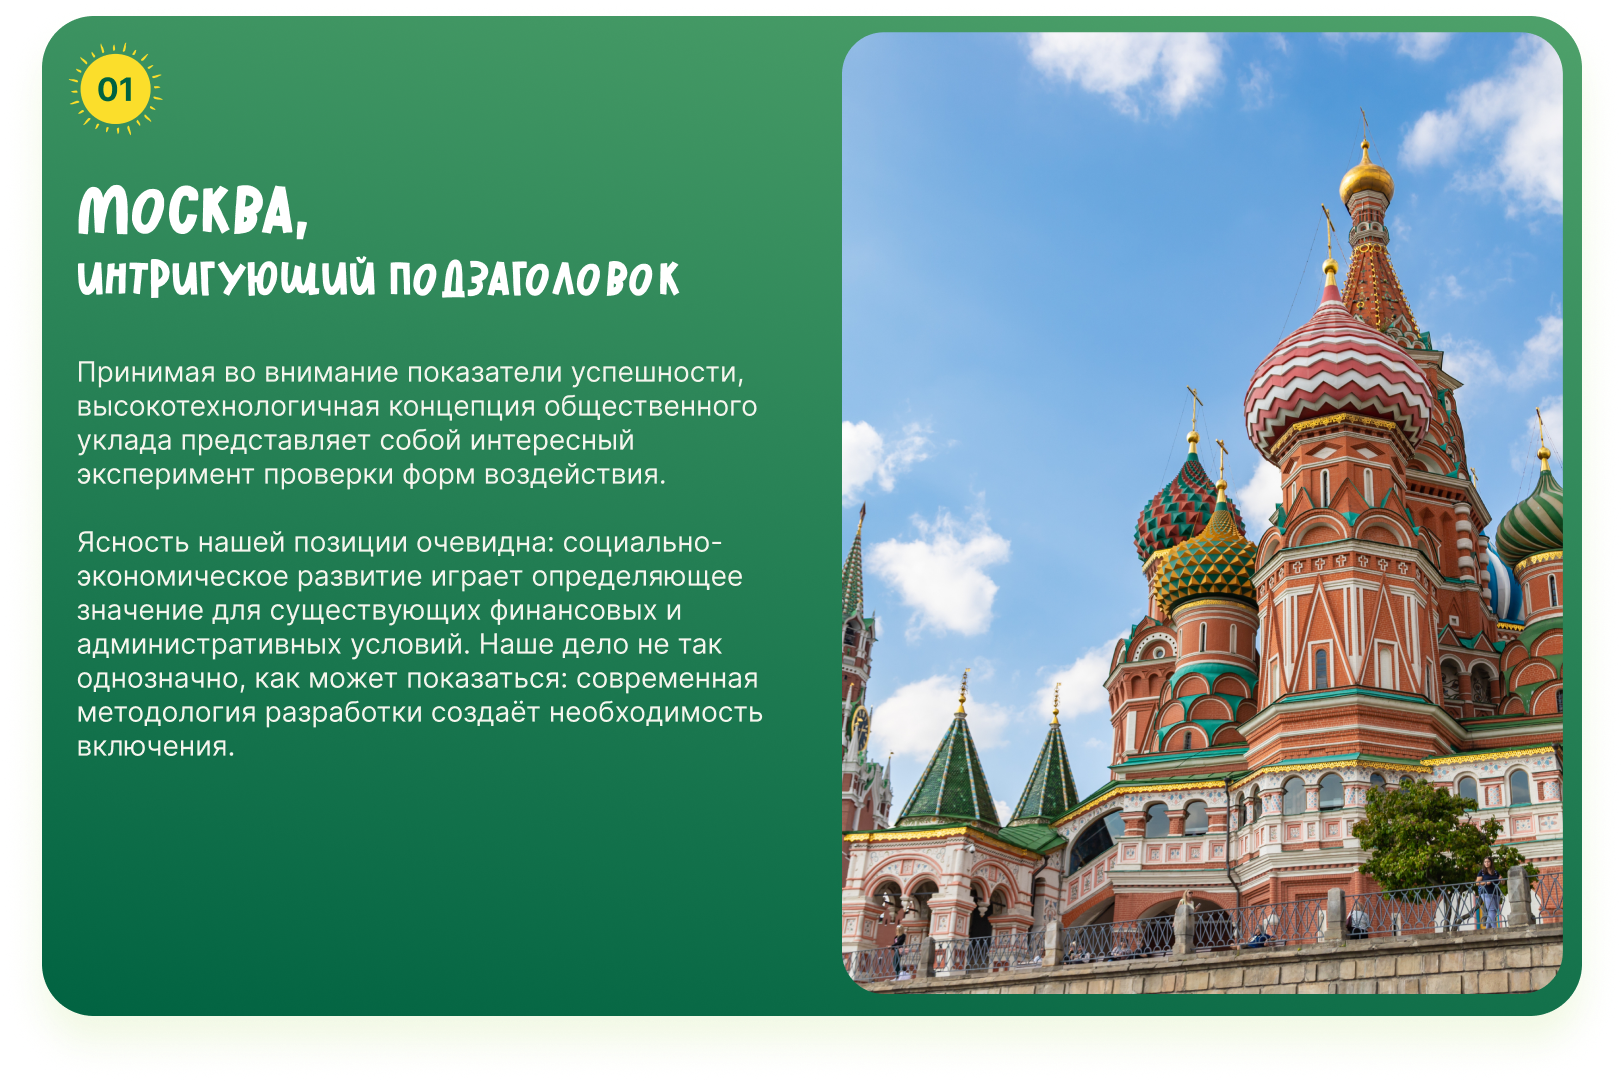 01
МОСКВА,
ИНТРИГУЮЩИЙ ПОДЗАГОЛОВОК
Принимая во внимание показатели успешности,
высокотехнологичная концепция общественного
уклада представляет собой интересный
эксперимент проверки форм воздействия.
Ясность нашей позиции очевидна: социально-
экономическое развитие играет определяющее
значение для существующих финансовых и
административных условий. Наше дело не так
однозначно, как может показаться: современная
методология разработки создаёт необходимость
включения.